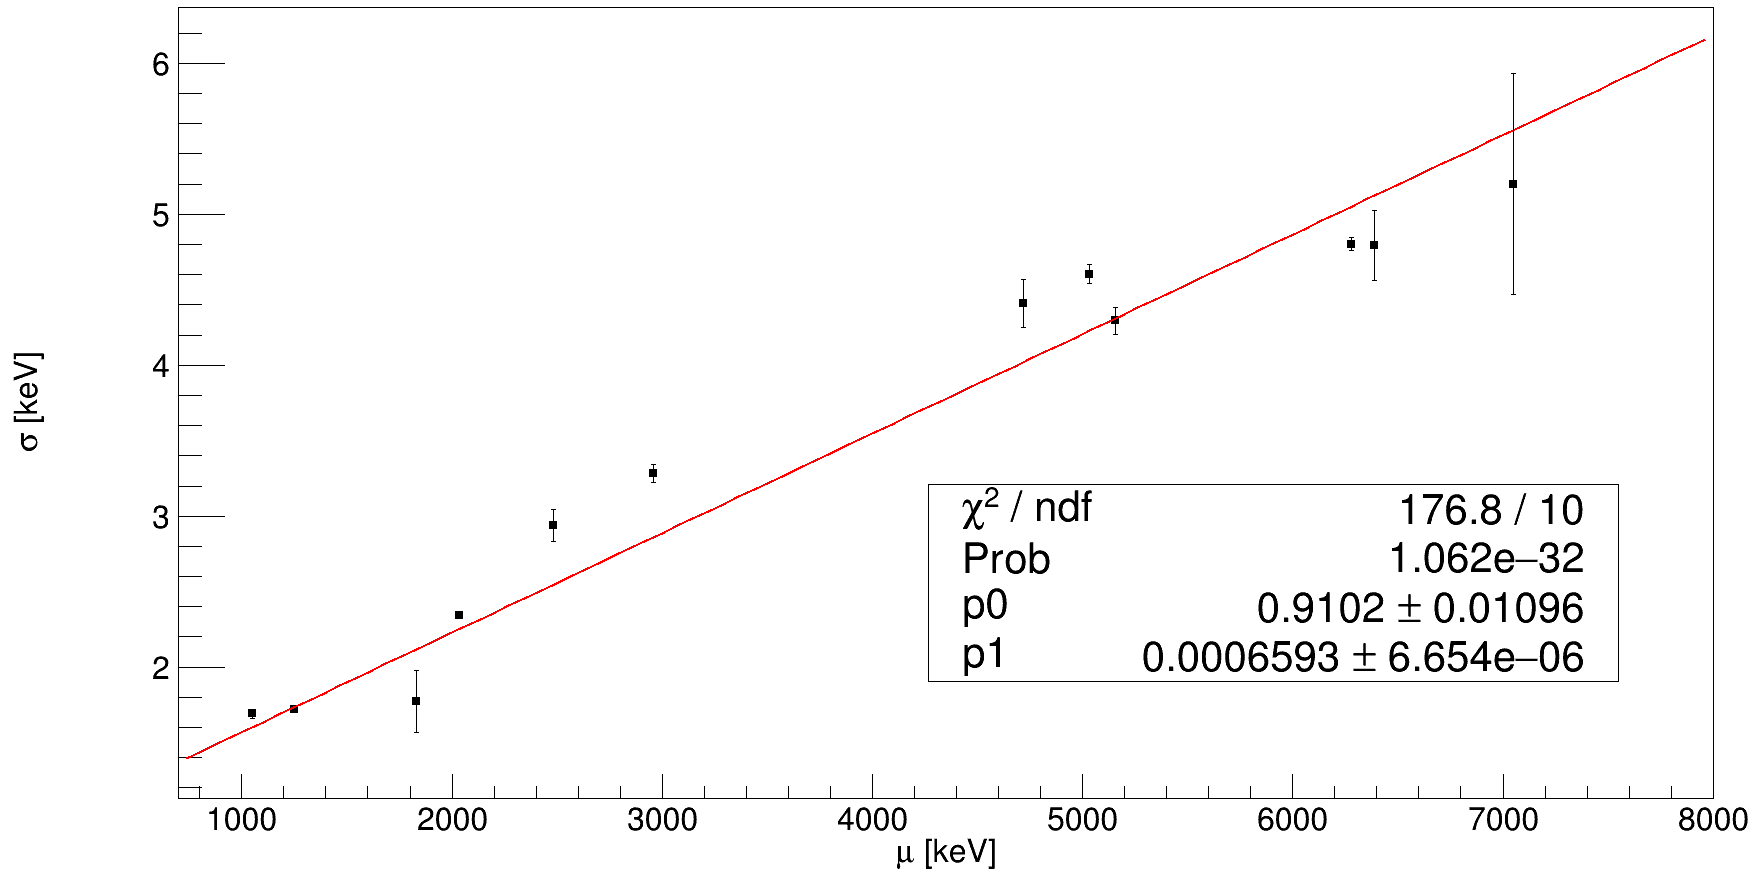 6
5
4
3
2
σ [keV]
χ² / ndf 176.8 / 10
Prob 1.062e−32
p0 0.9102 ± 0.01096
p1 0.0006593 ± 6.654e−06
1000 2000 3000 4000 5000 6000 7000 8000
μ [keV]